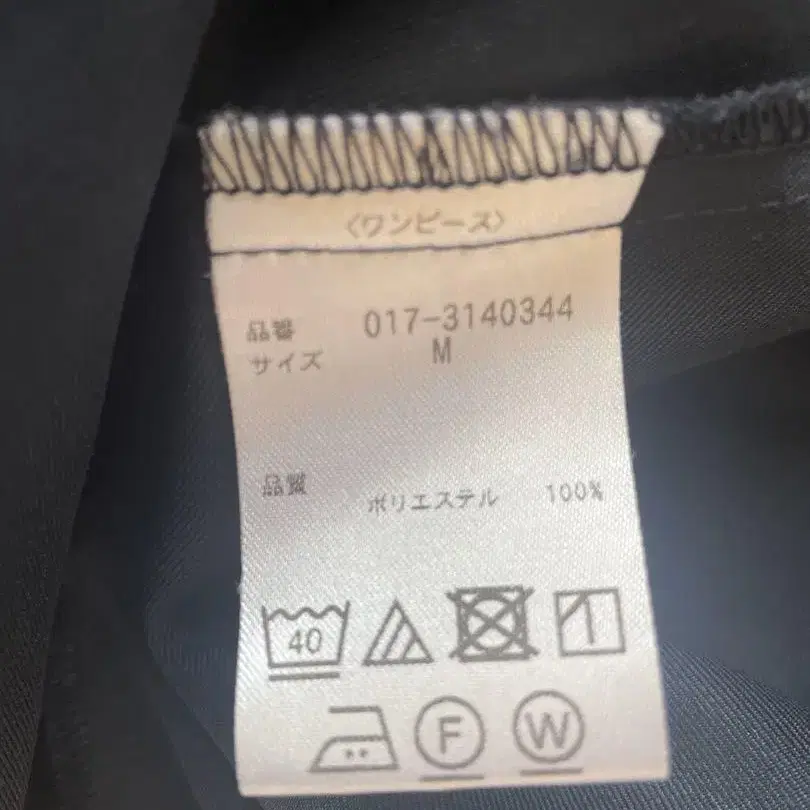 〈ワンピース〉
品番 017-3140344
サイズ M
品質 ポリエステル 100%
40
F W